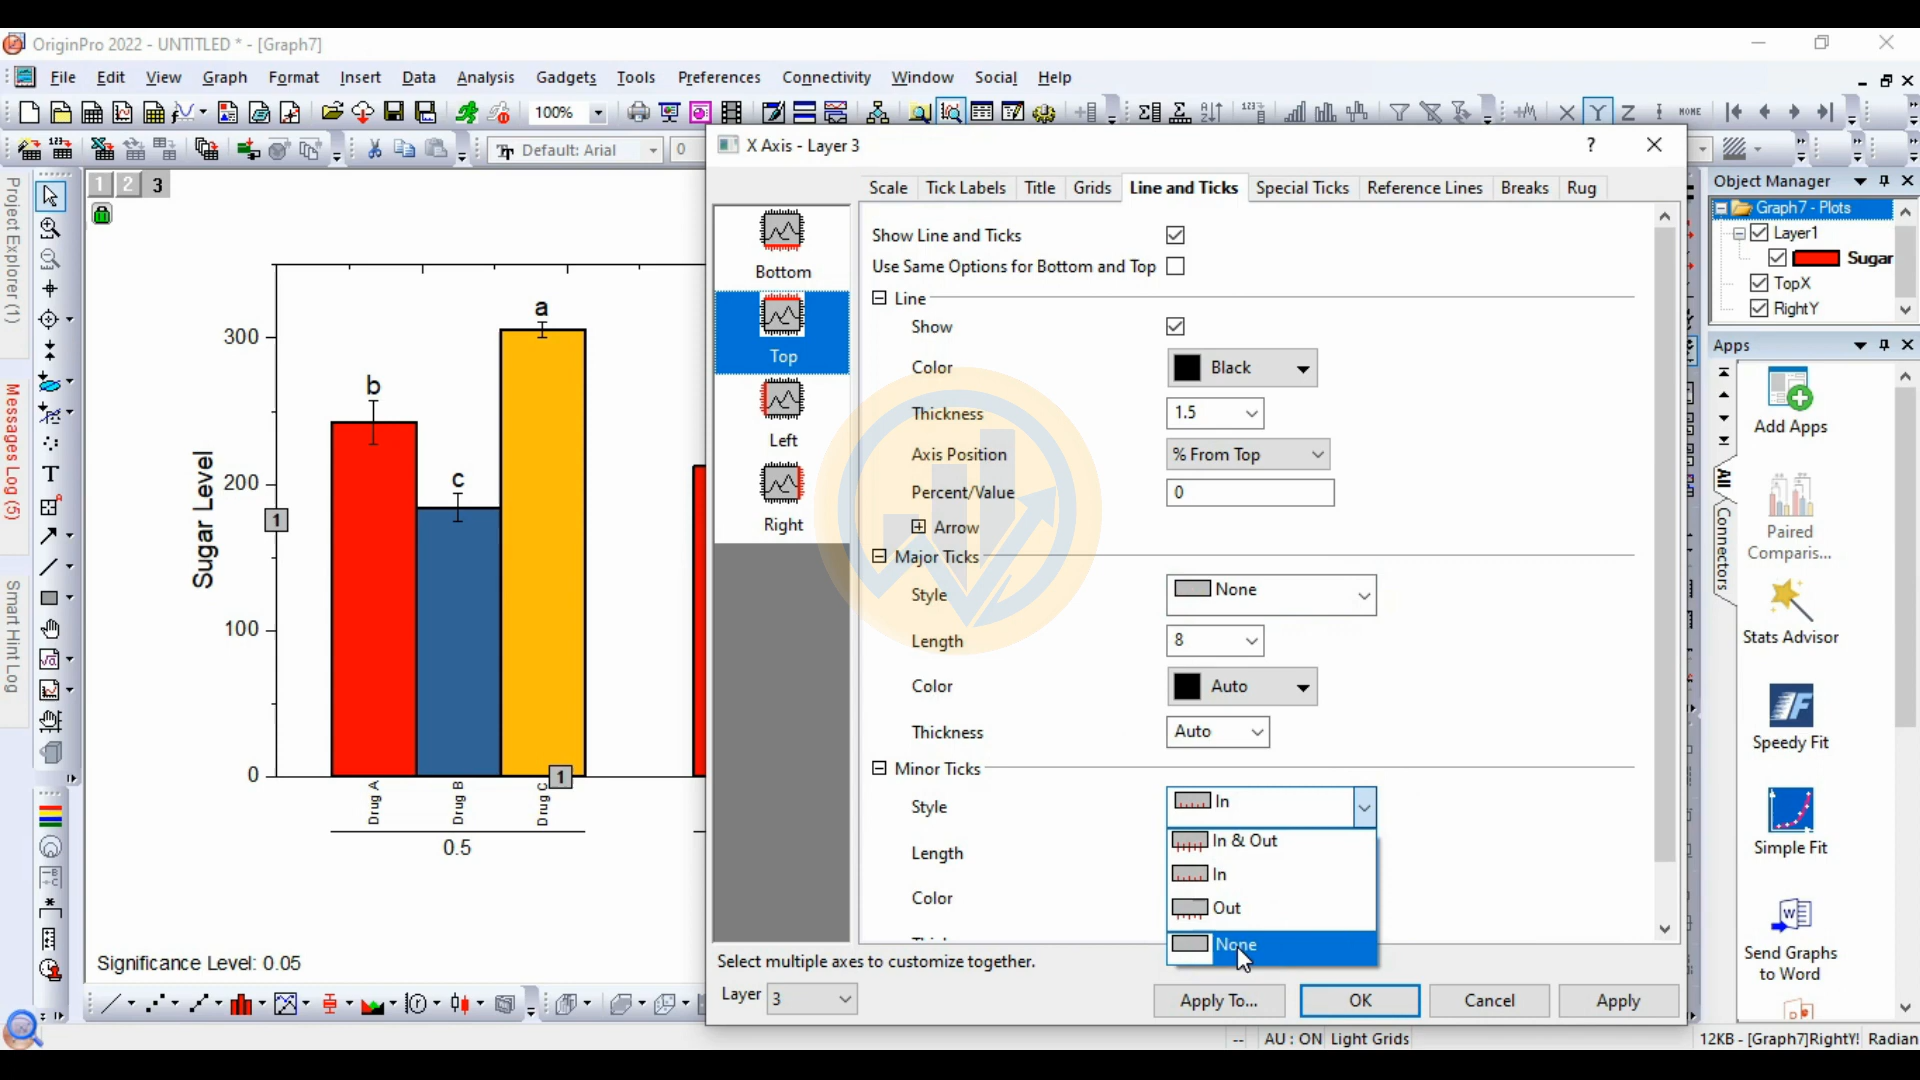 OriginPro 2022 - UNTITLED * - [Graph7]
File Edit View Graph Format Insert Data Analysis Gadgets Tools Preferences Connectivity Window Social Help
100%
X Y Z NONE
Default: Arial 0
X Axis - Layer 3 ? ×
Scale Tick Labels Title Grids Line and Ticks Special Ticks Reference Lines Breaks Rug
Bottom
Top
Left
Right
Show Line and Ticks
Use Same Options for Bottom and Top
Line
Show
Color Black
Thickness 1.5
Axis Position % From Top
Percent/Value 0
Arrow
Major Ticks
Style None
Length 8
Color Auto
Thickness Auto
Minor Ticks
Style In
In & Out
In
Out
None
Length
Color
Select multiple axes to customize together.
Layer 3
Apply To... OK Cancel Apply
Project Explorer (1)
Messages Log (5)
Smart Hint Log
1 2 3
Sugar Level
300
200
100
0
b
c
a
1
1
Drug A
Drug B
Drug C
0.5
Significance Level: 0.05
Object Manager
Graph7 - Plots
Layer1
Sugar
TopX
RightY
Apps
All
Connectors
Add Apps
Paired
Comparis...
Stats Advisor
Speedy Fit
Simple Fit
Send Graphs
to Word
-- AU : ON Light Grids 12KB - [Graph7]RightY! Radian